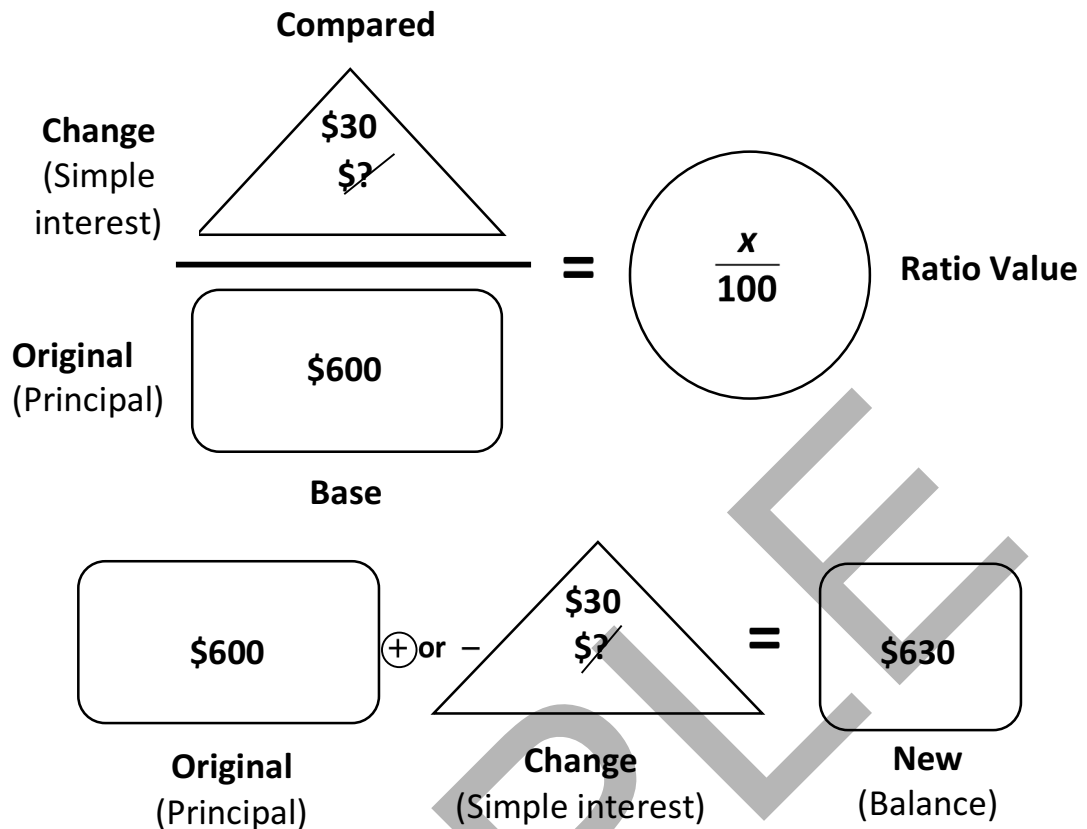 Compared
Change
(Simple
interest)
$30
$?
=
x
100
Ratio Value
Original
(Principal)
$600
Base
$600
+ or −
$30
$?
=
$630
Original
(Principal)
Change
(Simple interest)
New
(Balance)
PLE